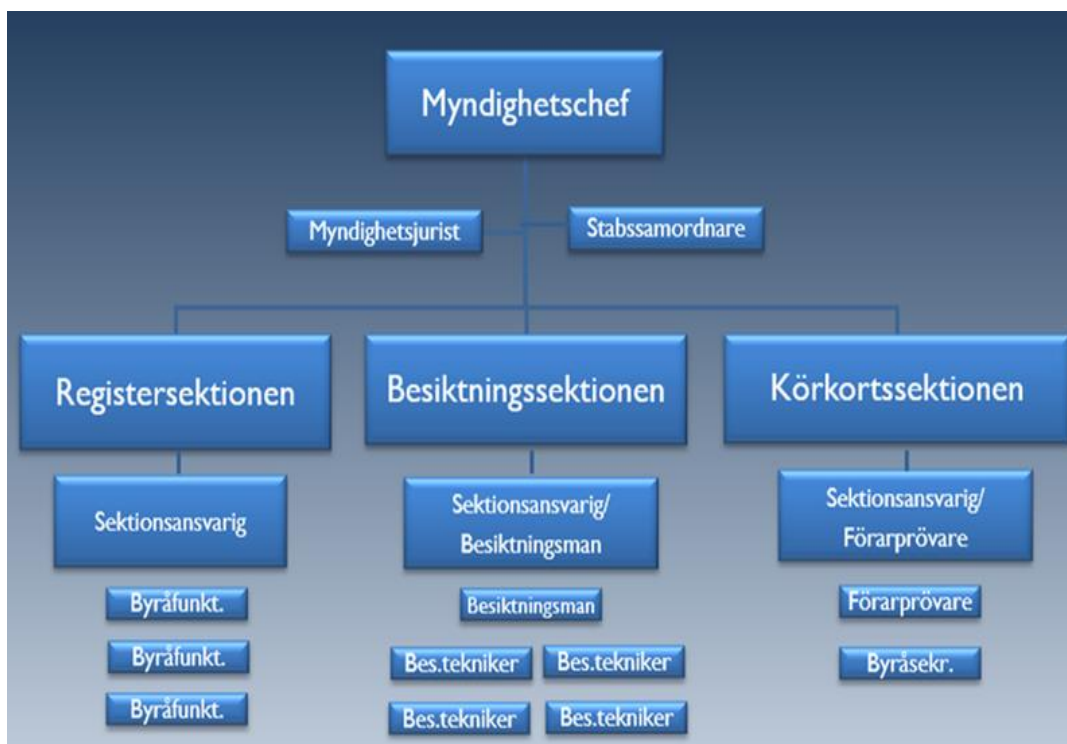 Myndighetschef
Myndighetsjurist
Stabssamordnare
Registersektionen
Besiktningssektionen
Körkortssektionen
Sektionsansvarig
Sektionsansvarig/
Besiktningsman
Sektionsansvarig/
Förarprövare
Byråfunkt.
Besiktningsman
Förarprövare
Byråfunkt.
Bes.tekniker
Bes.tekniker
Byråsekr.
Byråfunkt.
Bes.tekniker
Bes.tekniker